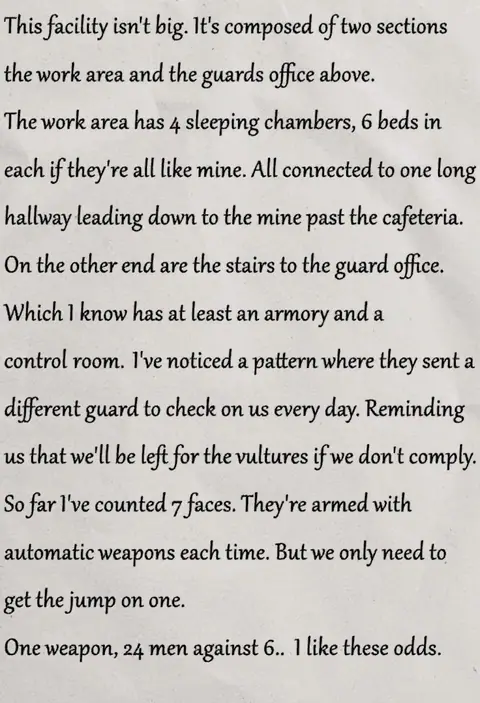 This facility isn't big. It's composed of two sections
the work area and the guards office above.
The work area has 4 sleeping chambers, 6 beds in
each if they're all like mine. All connected to one long
hallway leading down to the mine past the cafeteria.
On the other end are the stairs to the guard office.
Which I know has at least an armory and a
control room. I've noticed a pattern where they sent a
different guard to check on us every day. Reminding
us that we'll be left for the vultures if we don't comply.
So far I've counted 7 faces. They're armed with
automatic weapons each time. But we only need to
get the jump on one.
One weapon, 24 men against 6.. I like these odds.